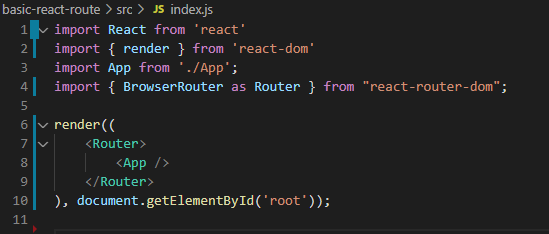 basic-react-route > src > JS index.js > ...
1 import React from 'react'
2 import { render } from 'react-dom'
3 import App from './App';
4 import { BrowserRouter as Router } from "react-router-dom";
5
6 render((
7     <Router>
8         <App />
9     </Router>
10 ), document.getElementById('root'));
11